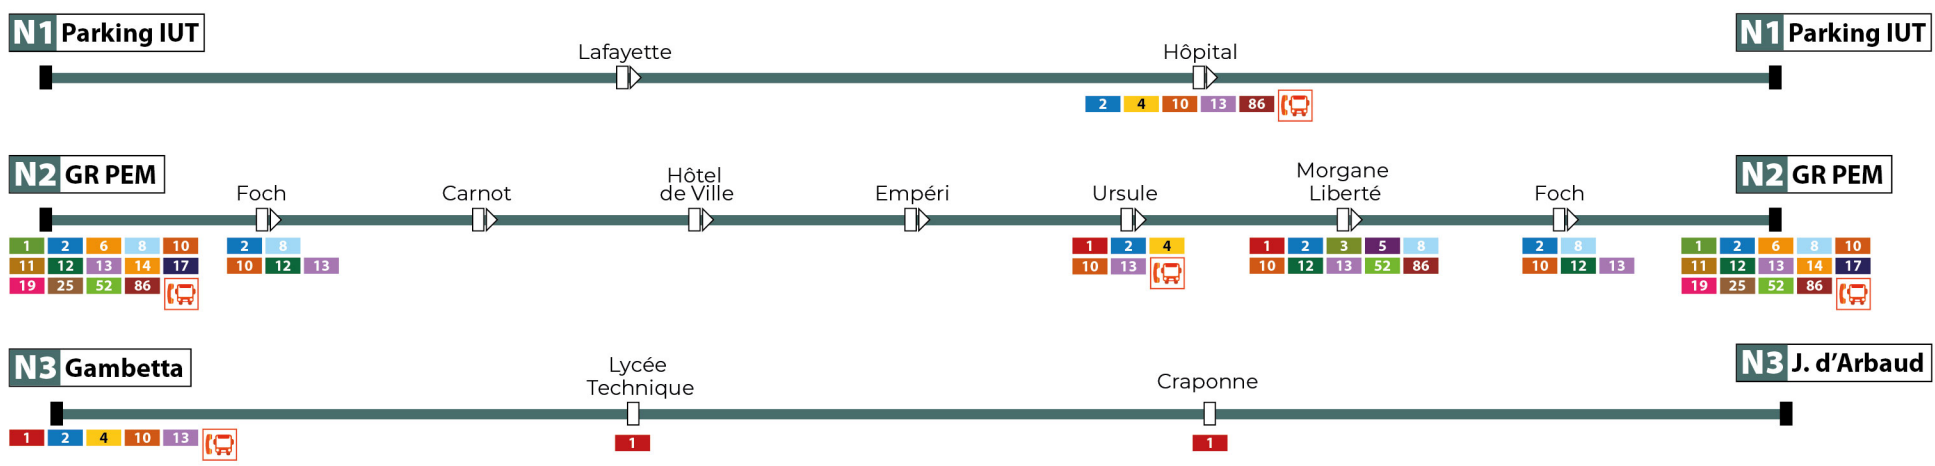 N1 Parking IUT
N1 Parking IUT
Lafayette
Hôpital
2 4 10 13 86
N2 GR PEM
N2 GR PEM
Foch
Carnot
Hôtel
de Ville
Empéri
Ursule
Morgane
Liberté
Foch
1 2 6 8 10
11 12 13 14 17
19 25 52 86
2 8
10 12 13
1 2 4
10 13
1 2 3 5 8
10 12 13 52 86
2 8
10 12 13
1 2 6 8 10
11 12 13 14 17
19 25 52 86
N3 Gambetta
N3 J. d'Arbaud
Lycée
Technique
Craponne
1 2 4 10 13
1
1